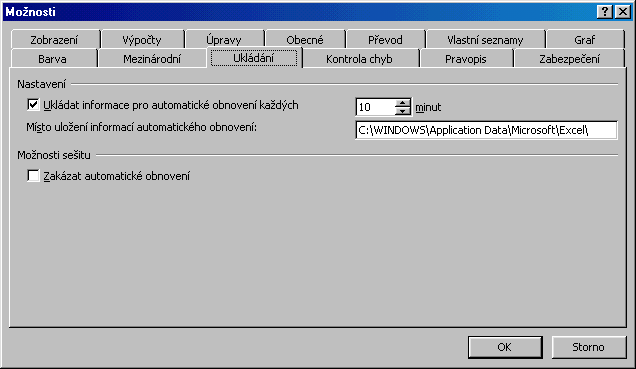 Možnosti
Zobrazení Výpočty Úpravy Obecné Převod Vlastní seznamy Graf
Barva Mezinárodní Ukládání Kontrola chyb Pravopis Zabezpečení
Nastavení
Ukládat informace pro automatické obnovení každých 10 minut
Místo uložení informací automatického obnovení: C:\WINDOWS\Application Data\Microsoft\Excel\
Možnosti sešitu
Zakázat automatické obnovení
OK Storno